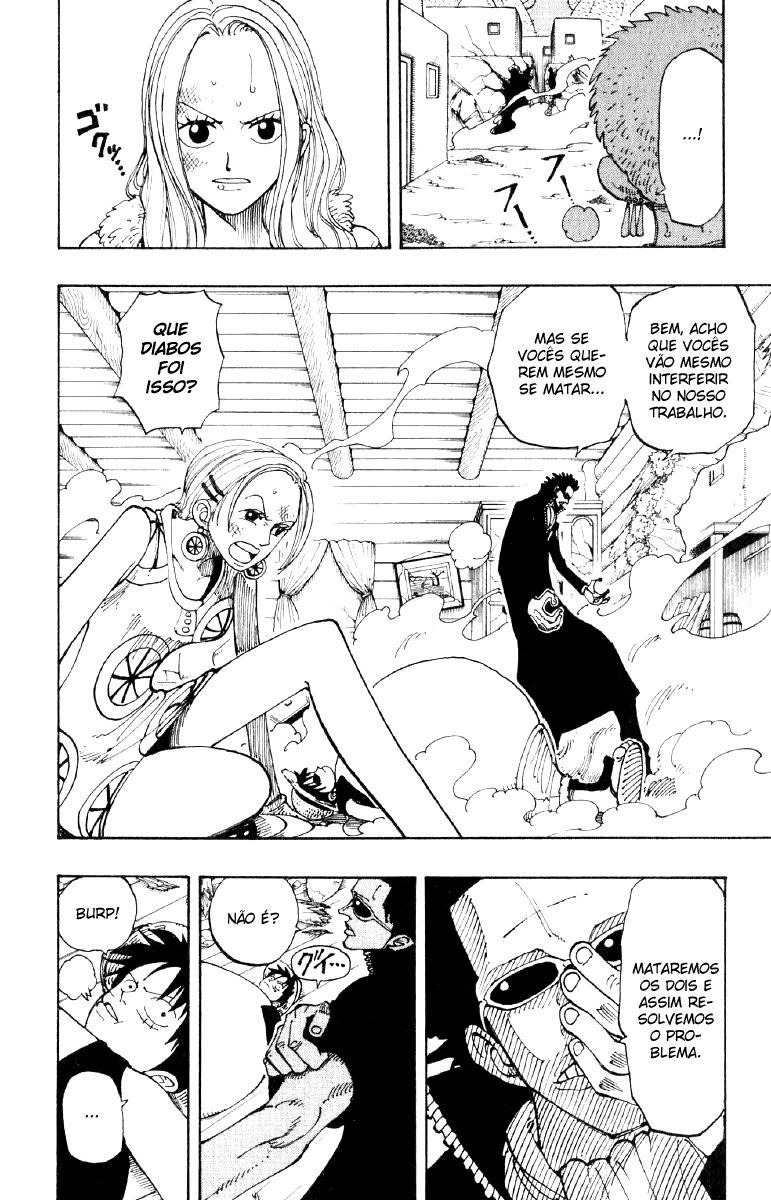 ...!
フー...
フー...
ゴクッ...
BEM, ACHO
QUE VOCÊS
VÃO MESMO
INTERFERIR
NO NOSSO
TRABALHO.
MAS SE
VOCÊS QUE-
REM MESMO
SE MATAR...
QUE
DIABOS
FOI
ISSO?
MATAREMOS
OS DOIS E
ASSIM RE-
SOLVEMOS
O PRO-
BLEMA.
NÃO É?
グイ...
BURP!
...